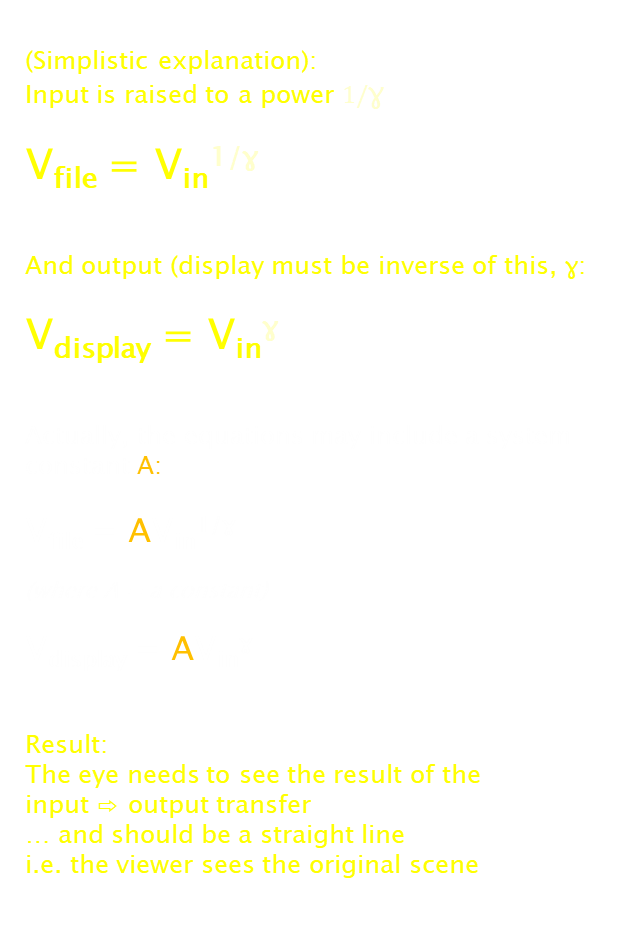 (Simplistic explanation):
Input is raised to a power 1/ɣ
Vfile = Vin1/ɣ
And output (display must be inverse of this, ɣ:
Vdisplay = Vinɣ
A:
A
A
Result:
The eye needs to see the result of the
input ⇨ output transfer
… and should be a straight line
i.e. the viewer sees the original scene